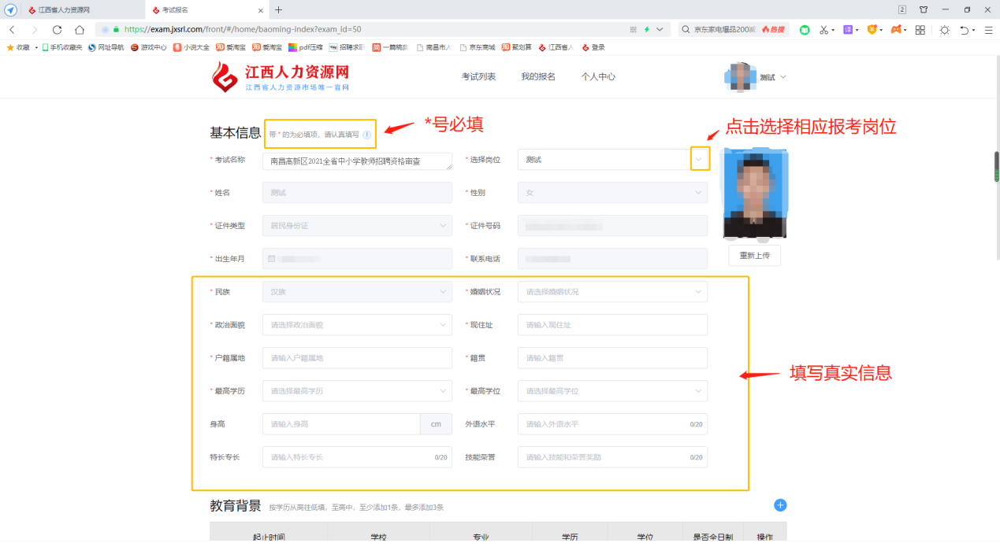 江西省人力资源网
考试报名
2
https://exam.jxsrl.com/front/#/home/baoming-index?exam_id=50
京东家电爆品200减
热搜
收藏 手机收藏夹 网址导航 游戏中心 小说大全 爱淘宝 爱淘宝 pdf压缩 招聘求职 一篇稿 南昌市人 京东商城 聚划算 江西省人 登录
江西人力资源网
江西省人力资源市场唯一官网
考试列表 我的报名 个人中心
测试
基本信息 带 * 的为必填项，请认真填写
*号必填
点击选择相应报考岗位
* 考试名称 南昌高新区2021全省中小学教师招聘资格审查
* 选择岗位 测试
* 姓名 测试
* 性别 女
* 证件类型 居民身份证
* 证件号码
* 出生年月
* 联系电话
重新上传
* 民族 汉族
* 婚姻状况 请选择婚姻状况
* 政治面貌 请选择政治面貌
* 现住址 请输入现住址
* 户籍属地 请输入户籍属地
* 籍贯 请输入籍贯
填写真实信息
* 最高学历 请选择最高学历
* 最高学位 请选择最高学位
身高 请输入身高 cm
外语水平 请输入外语水平 0/20
特长专长 请输入特长专长 0/20
技能荣誉 请输入技能和荣誉奖励 0/20
教育背景 按学历从高往低填，至高中，至少添加1条，最多添加3条
起止时间 学校 专业 学历 学位 是否全日制 操作